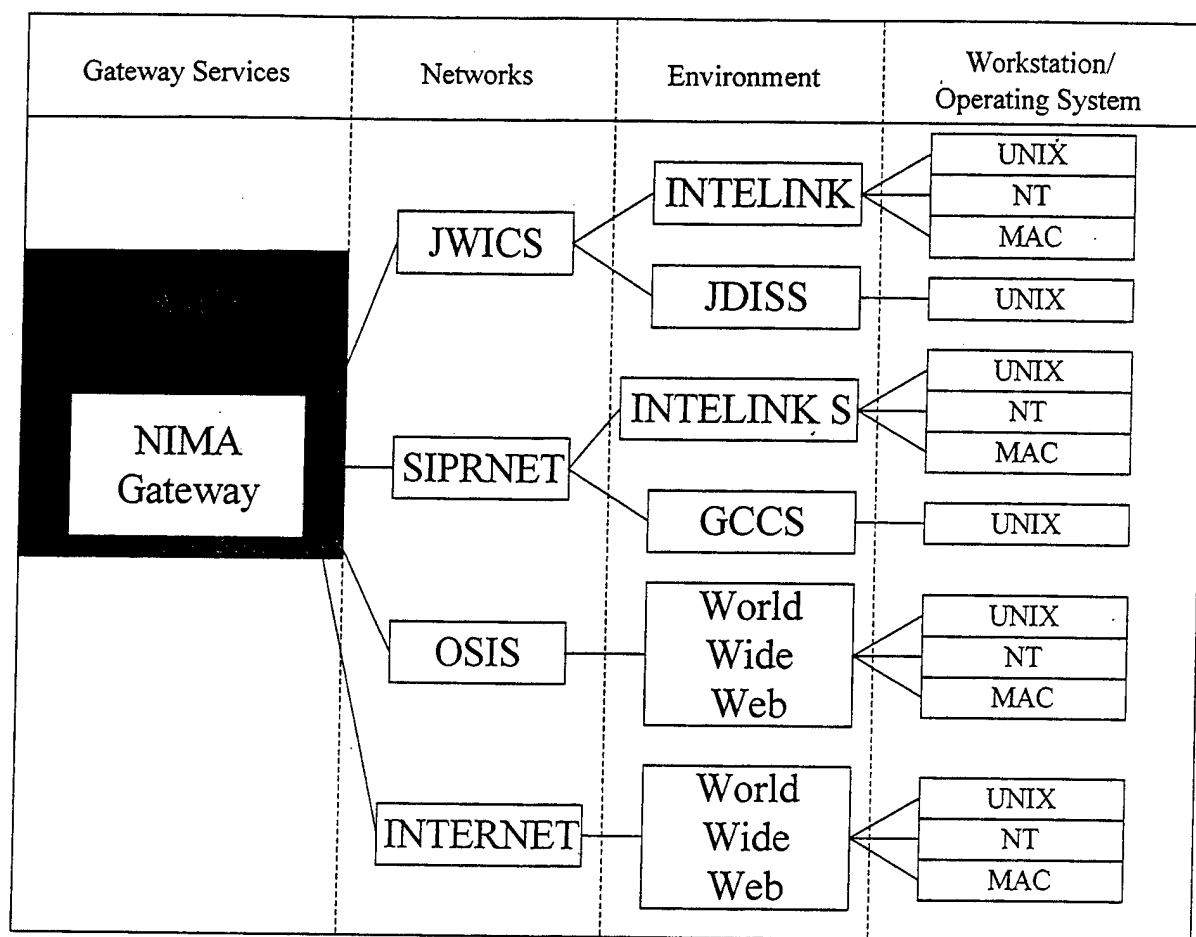 Gateway Services
Networks
Environment
Workstation/
Operating System
NIMA
Gateway
JWICS
INTELINK
UNIX
NT
MAC
JDISS
UNIX
SIPRNET
INTELINK S
UNIX
NT
MAC
GCCS
UNIX
OSIS
World
Wide
Web
UNIX
NT
MAC
INTERNET
World
Wide
Web
UNIX
NT
MAC